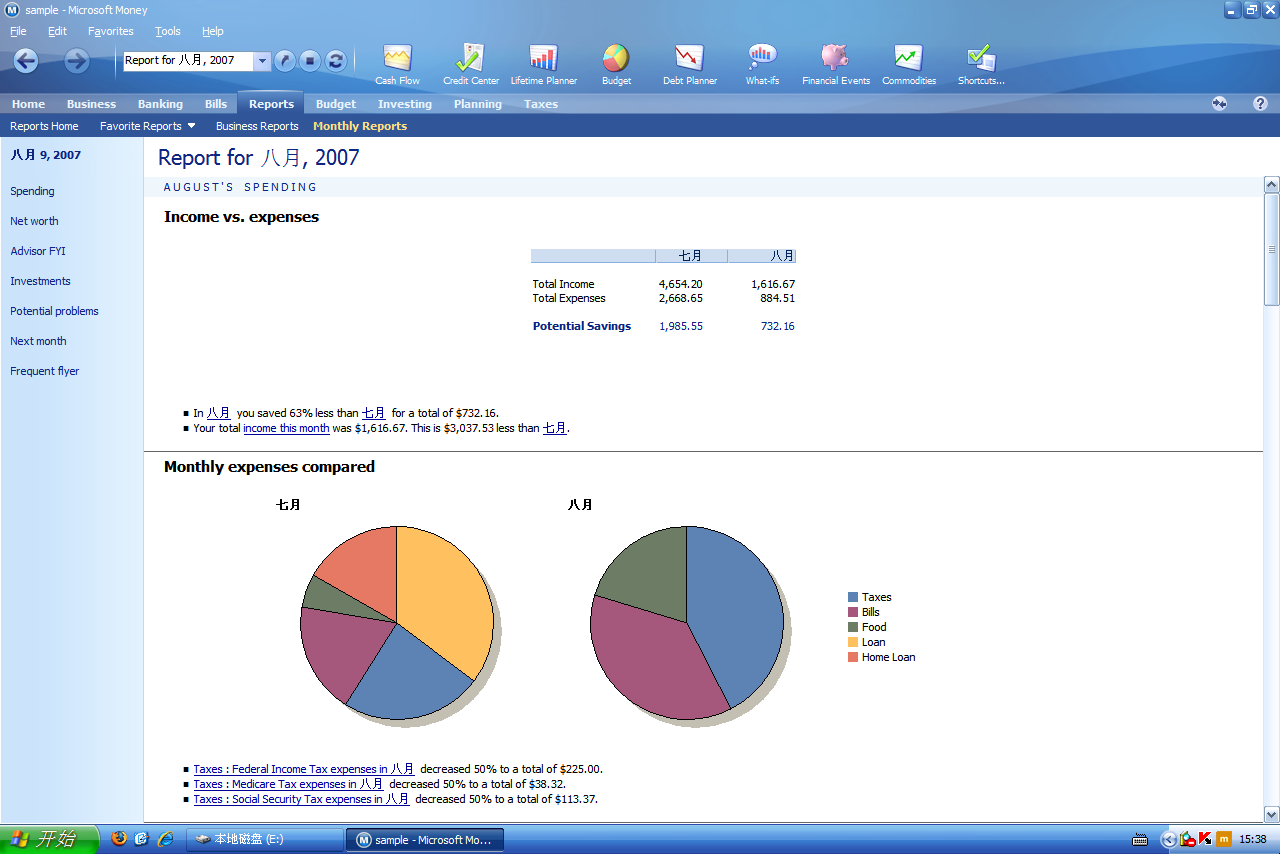 sample - Microsoft Money
File Edit Favorites Tools Help
Report for 八月, 2007
Cash Flow Credit Center Lifetime Planner Budget Debt Planner What-ifs Financial Events Commodities Shortcuts...
Home Business Banking Bills Reports Budget Investing Planning Taxes
Reports Home Favorite Reports Business Reports Monthly Reports
八月 9, 2007
Spending
Net worth
Advisor FYI
Investments
Potential problems
Next month
Frequent flyer
Report for 八月, 2007
AUGUST'S SPENDING
Income vs. expenses
七月 八月
Total Income 4,654.20 1,616.67
Total Expenses 2,668.65 884.51
Potential Savings 1,985.55 732.16
In 八月 you saved 63% less than 七月 for a total of $732.16.
Your total income this month was $1,616.67. This is $3,037.53 less than 七月.
Monthly expenses compared
七月 八月
Taxes
Bills
Food
Loan
Home Loan
Taxes : Federal Income Tax expenses in 八月 decreased 50% to a total of $225.00.
Taxes : Medicare Tax expenses in 八月 decreased 50% to a total of $38.32.
Taxes : Social Security Tax expenses in 八月 decreased 50% to a total of $113.37.
开始 本地磁盘 (E:) sample - Microsoft Mo... 15:38